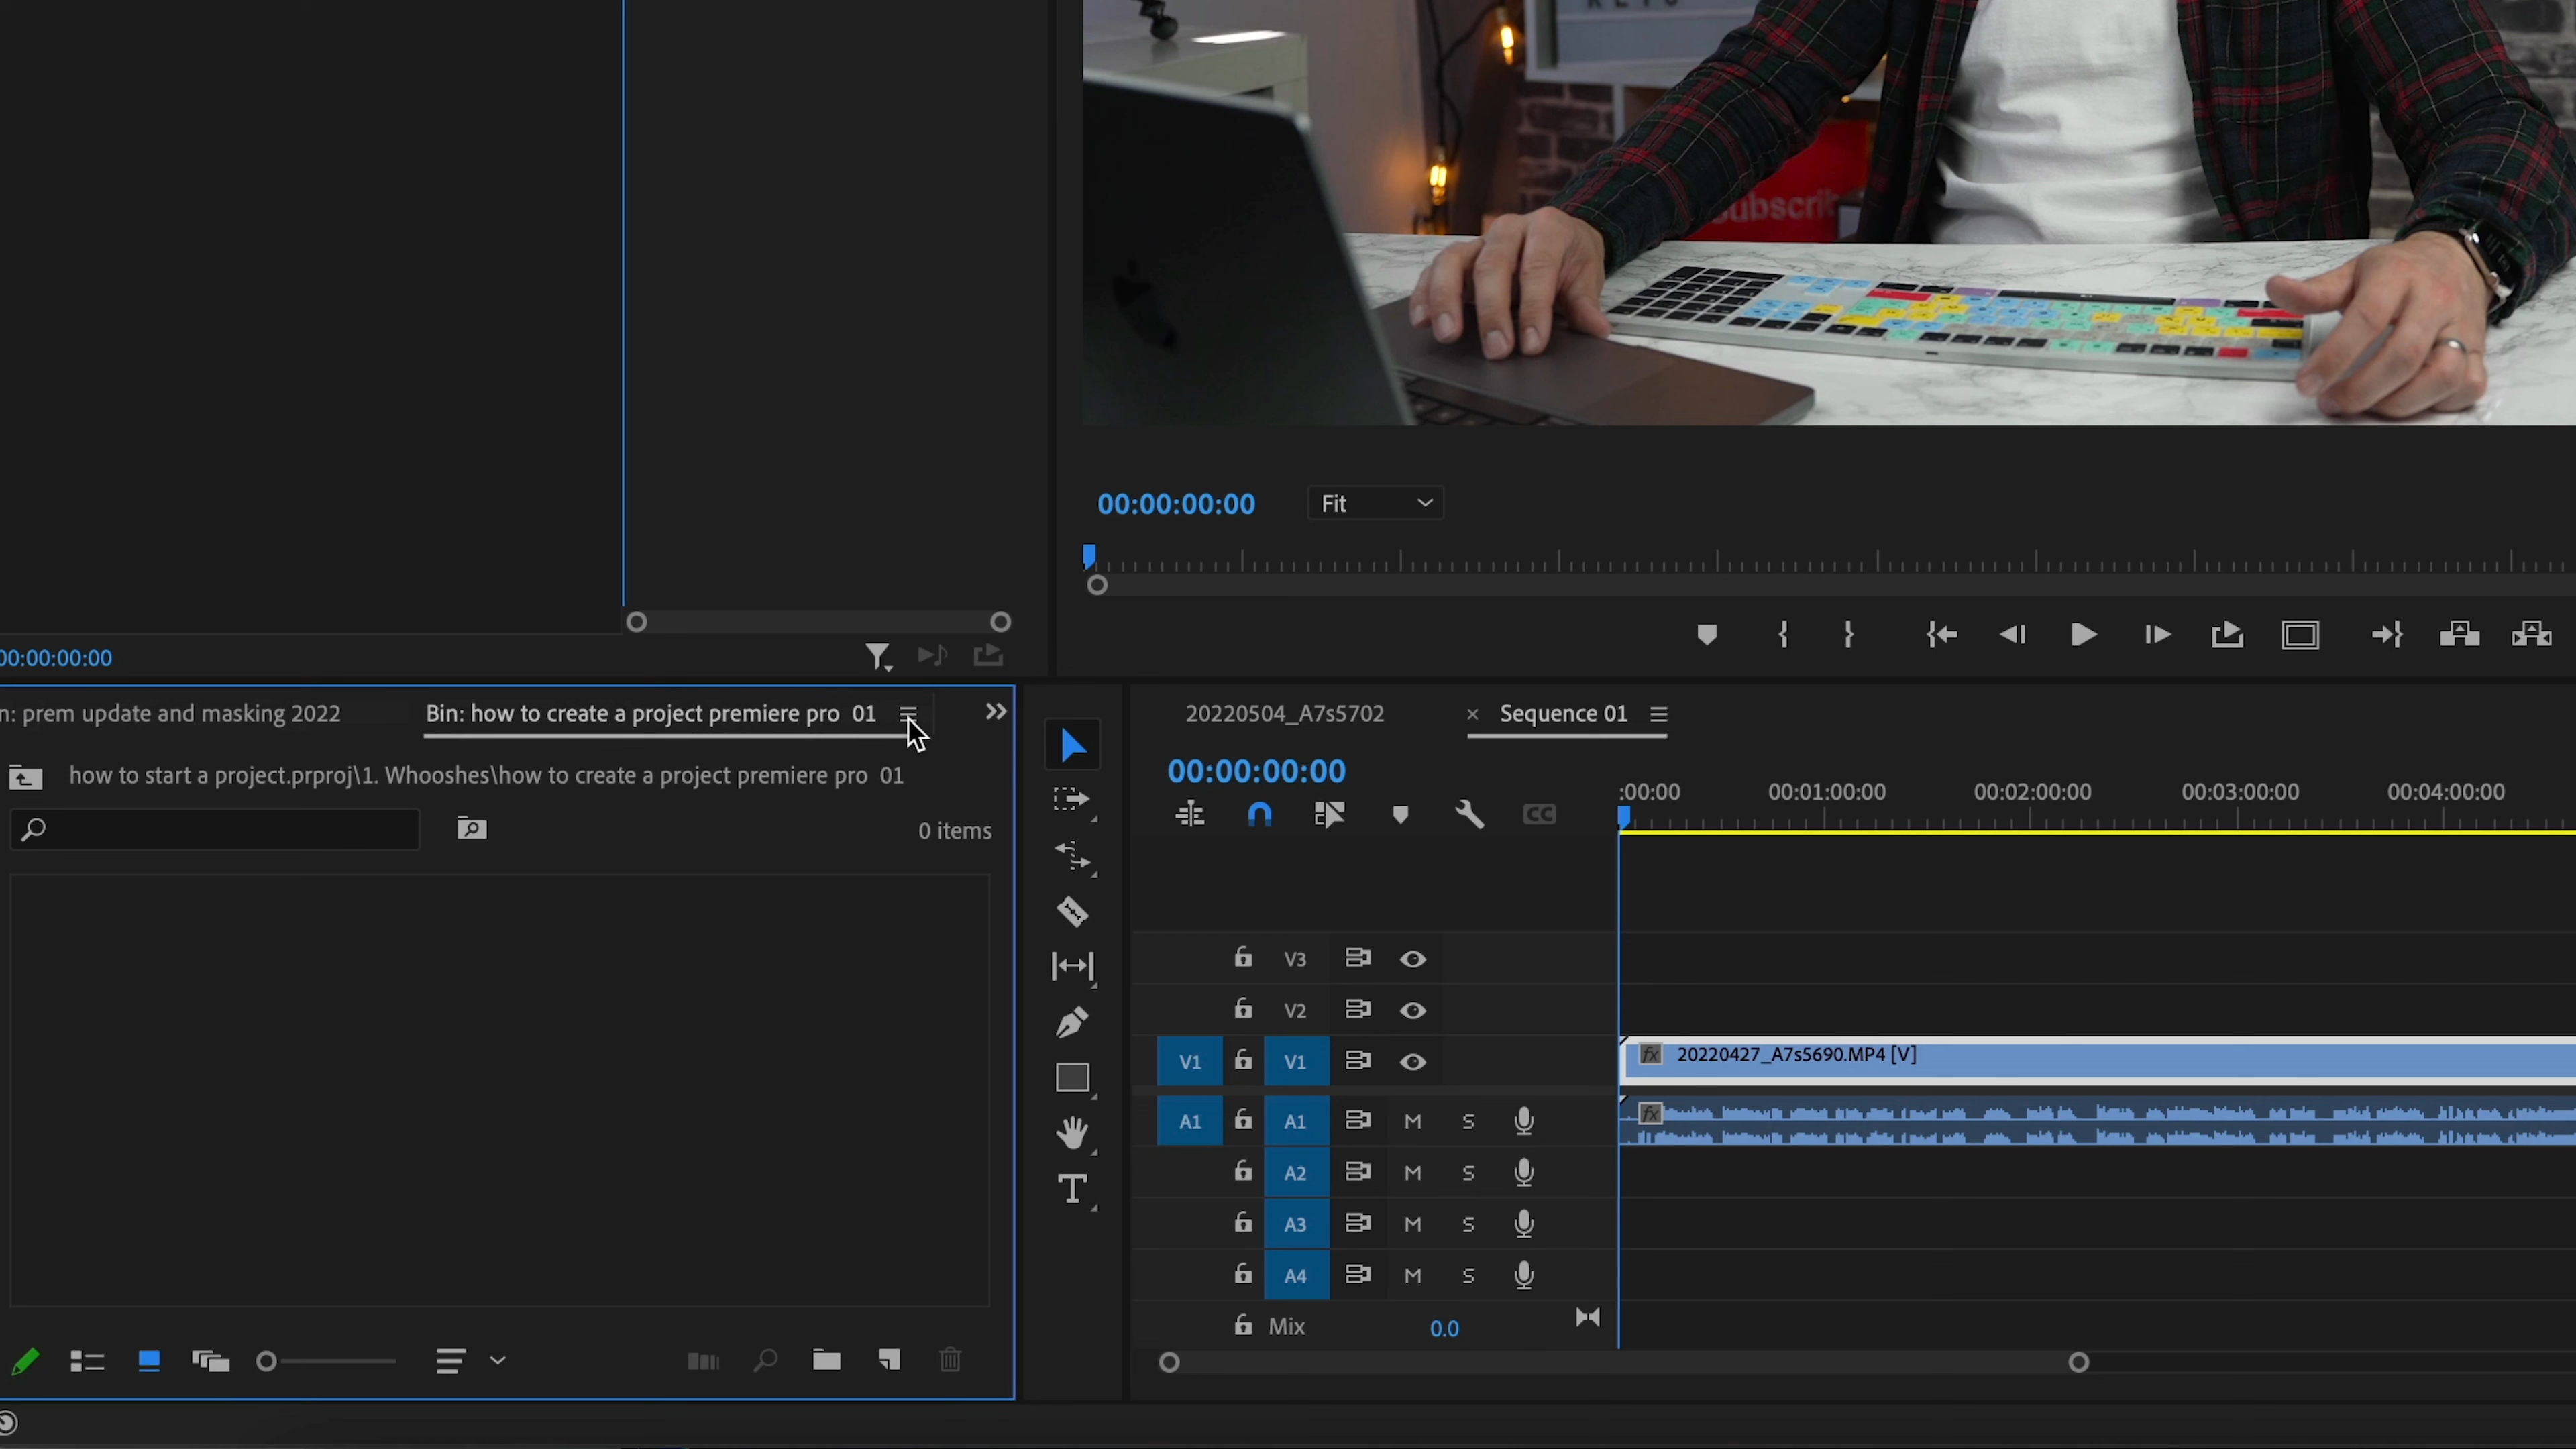 Subscrib
00:00:00:00
Fit
00:00:00:00
n: prem update and masking 2022
Bin: how to create a project premiere pro 01
20220504_A7s5702
× Sequence 01
how to start a project.prproj\1. Whooshes\how to create a project premiere pro 01
00:00:00:00
:00:00
00:01:00:00
00:02:00:00
00:03:00:00
00:04:00:00
0 items
CC
V3
V2
V1 V1
fx 20220427_A7s5690.MP4 [V]
A1 A1 M S
fx
A2 M S
A3 M S
A4 M S
Mix 0.0